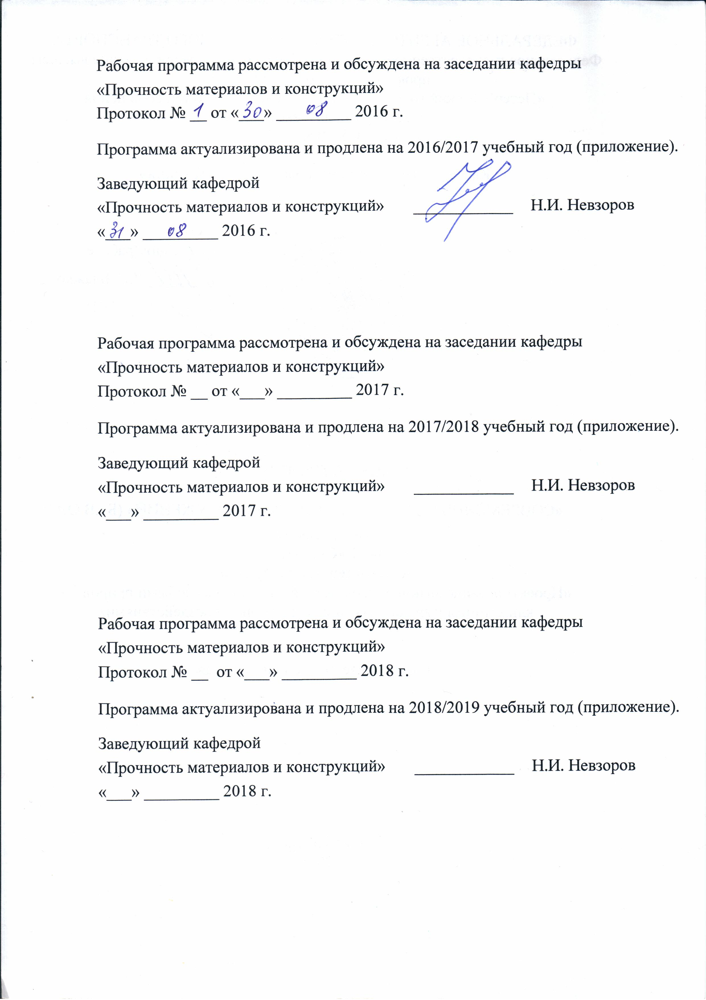 Рабочая программа рассмотрена и обсуждена на заседании кафедры
«Прочность материалов и конструкций»
Протокол № 1 от «30» 08 2016 г.
Программа актуализирована и продлена на 2016/2017 учебный год (приложение).
Заведующий кафедрой
«Прочность материалов и конструкций» ____________ Н.И. Невзоров
«31» 08 2016 г.
Рабочая программа рассмотрена и обсуждена на заседании кафедры
«Прочность материалов и конструкций»
Протокол № __ от «___» _________ 2017 г.
Программа актуализирована и продлена на 2017/2018 учебный год (приложение).
Заведующий кафедрой
«Прочность материалов и конструкций» ____________ Н.И. Невзоров
«___» _________ 2017 г.
Рабочая программа рассмотрена и обсуждена на заседании кафедры
«Прочность материалов и конструкций»
Протокол № __ от «___» _________ 2018 г.
Программа актуализирована и продлена на 2018/2019 учебный год (приложение).
Заведующий кафедрой
«Прочность материалов и конструкций» ____________ Н.И. Невзоров
«___» _________ 2018 г.